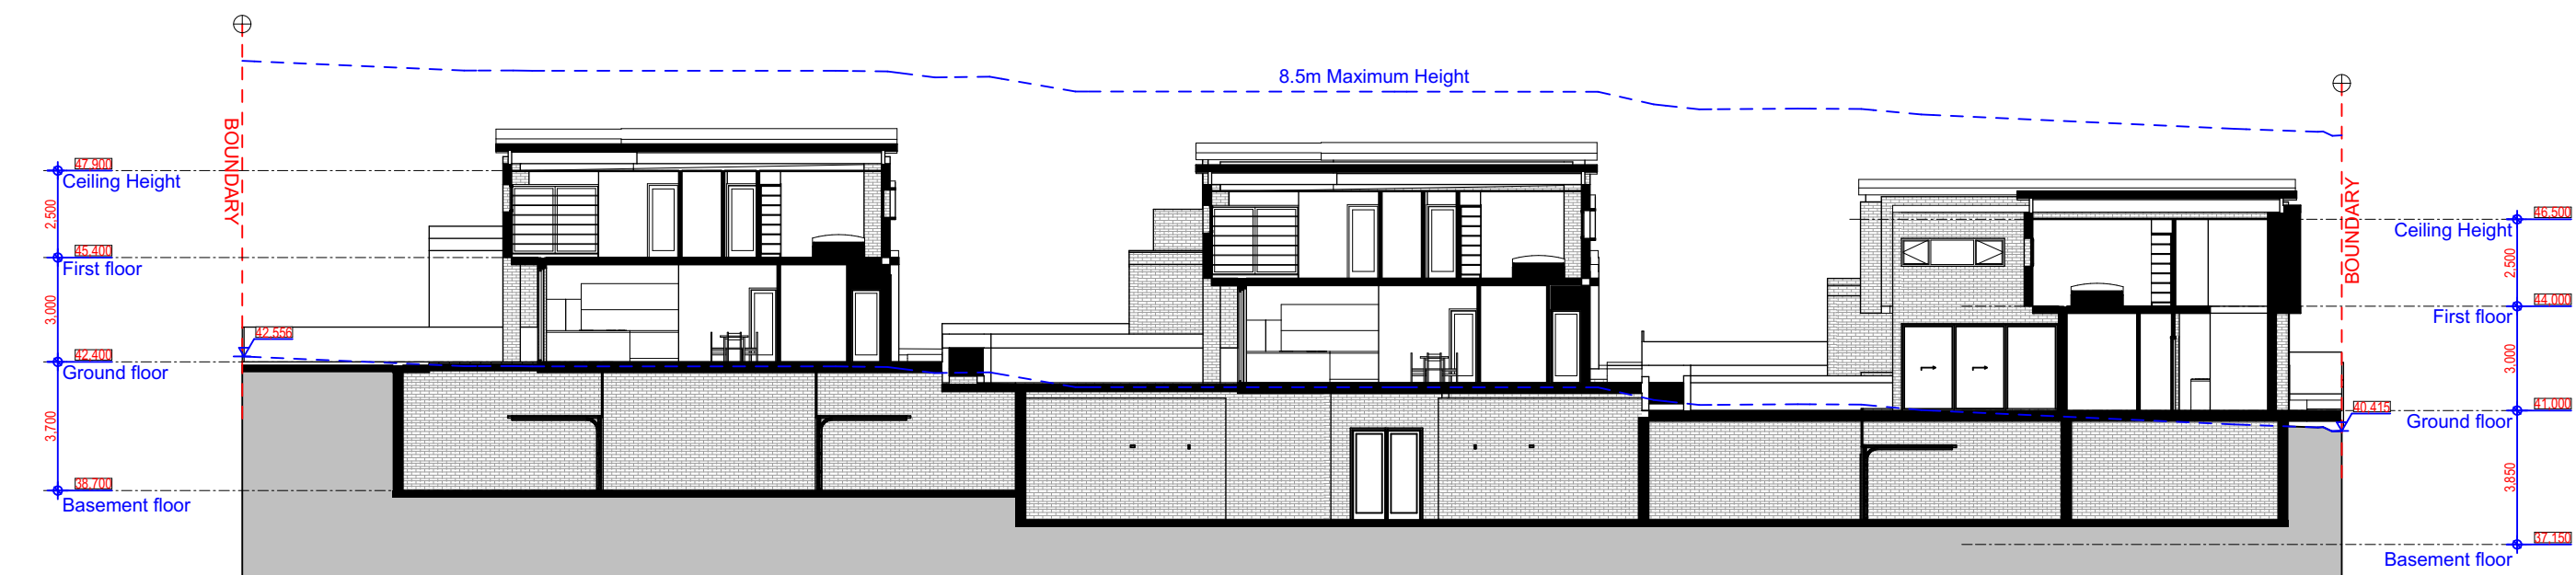 8.5m Maximum Height
BOUNDARY
47.900
Ceiling Height
2.500
45.400
First floor
3.000
42.556
42.400
Ground floor
3.700
38.700
Basement floor
BOUNDARY
46.500
Ceiling Height
2.500
44.000
First floor
3.000
40.415
41.000
Ground floor
3.850
37.150
Basement floor